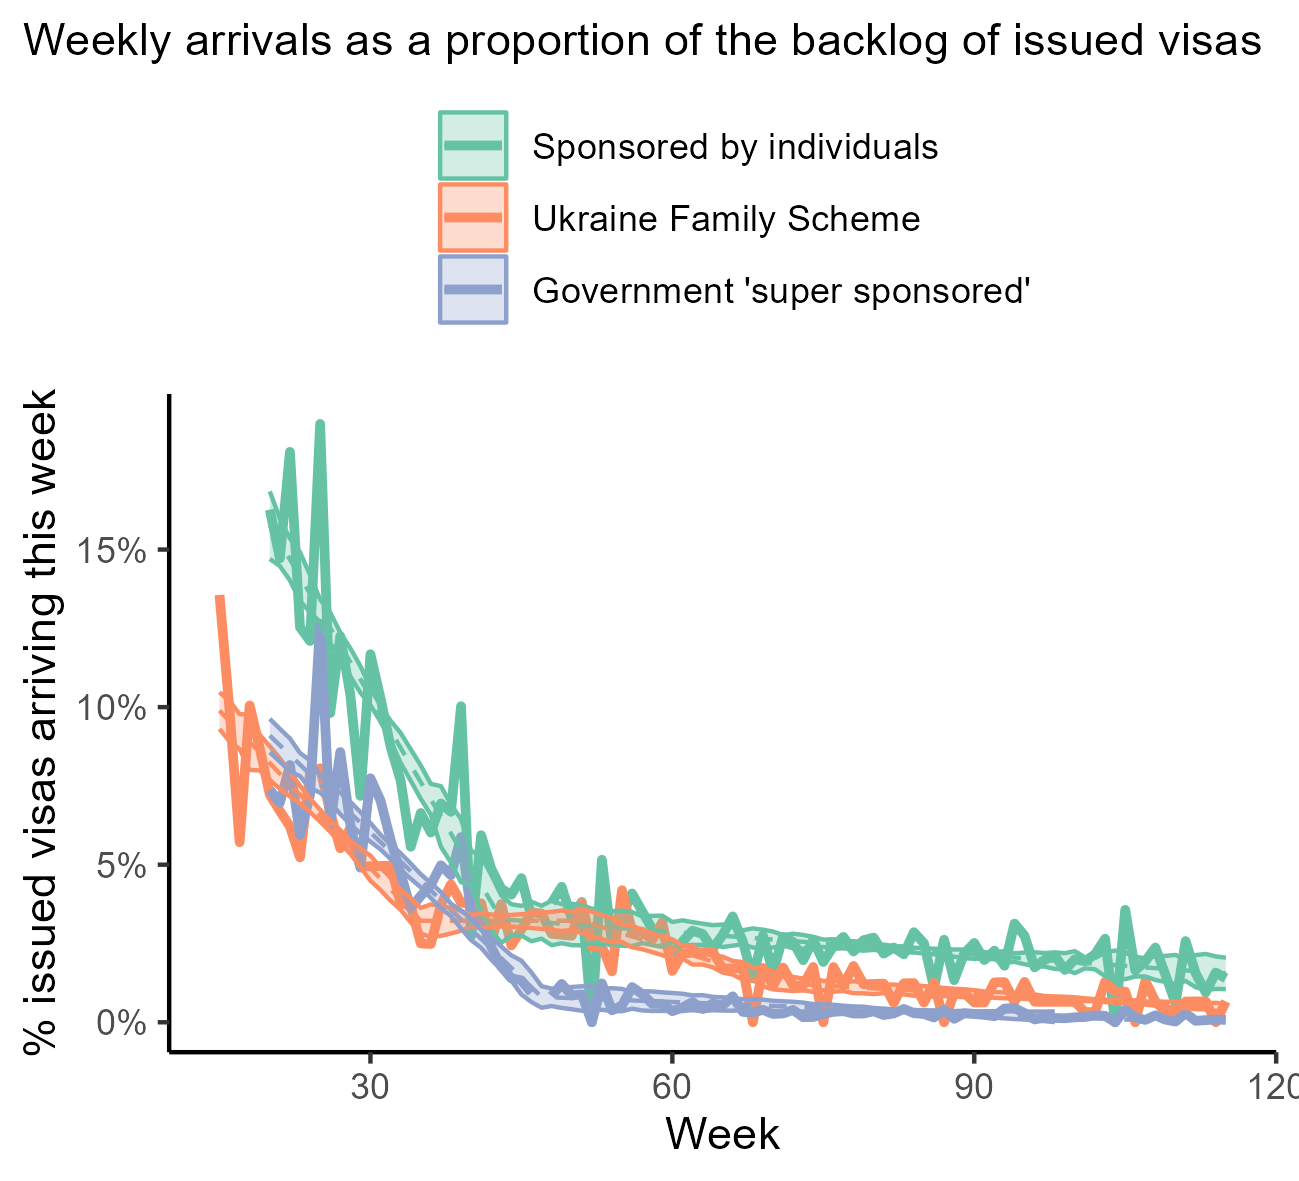 Weekly arrivals as a proportion of the backlog of issued visas
Sponsored by individuals
Ukraine Family Scheme
Government 'super sponsored'
% issued visas arriving this week
15%
10%
5%
0%
30
60
90
120
Week